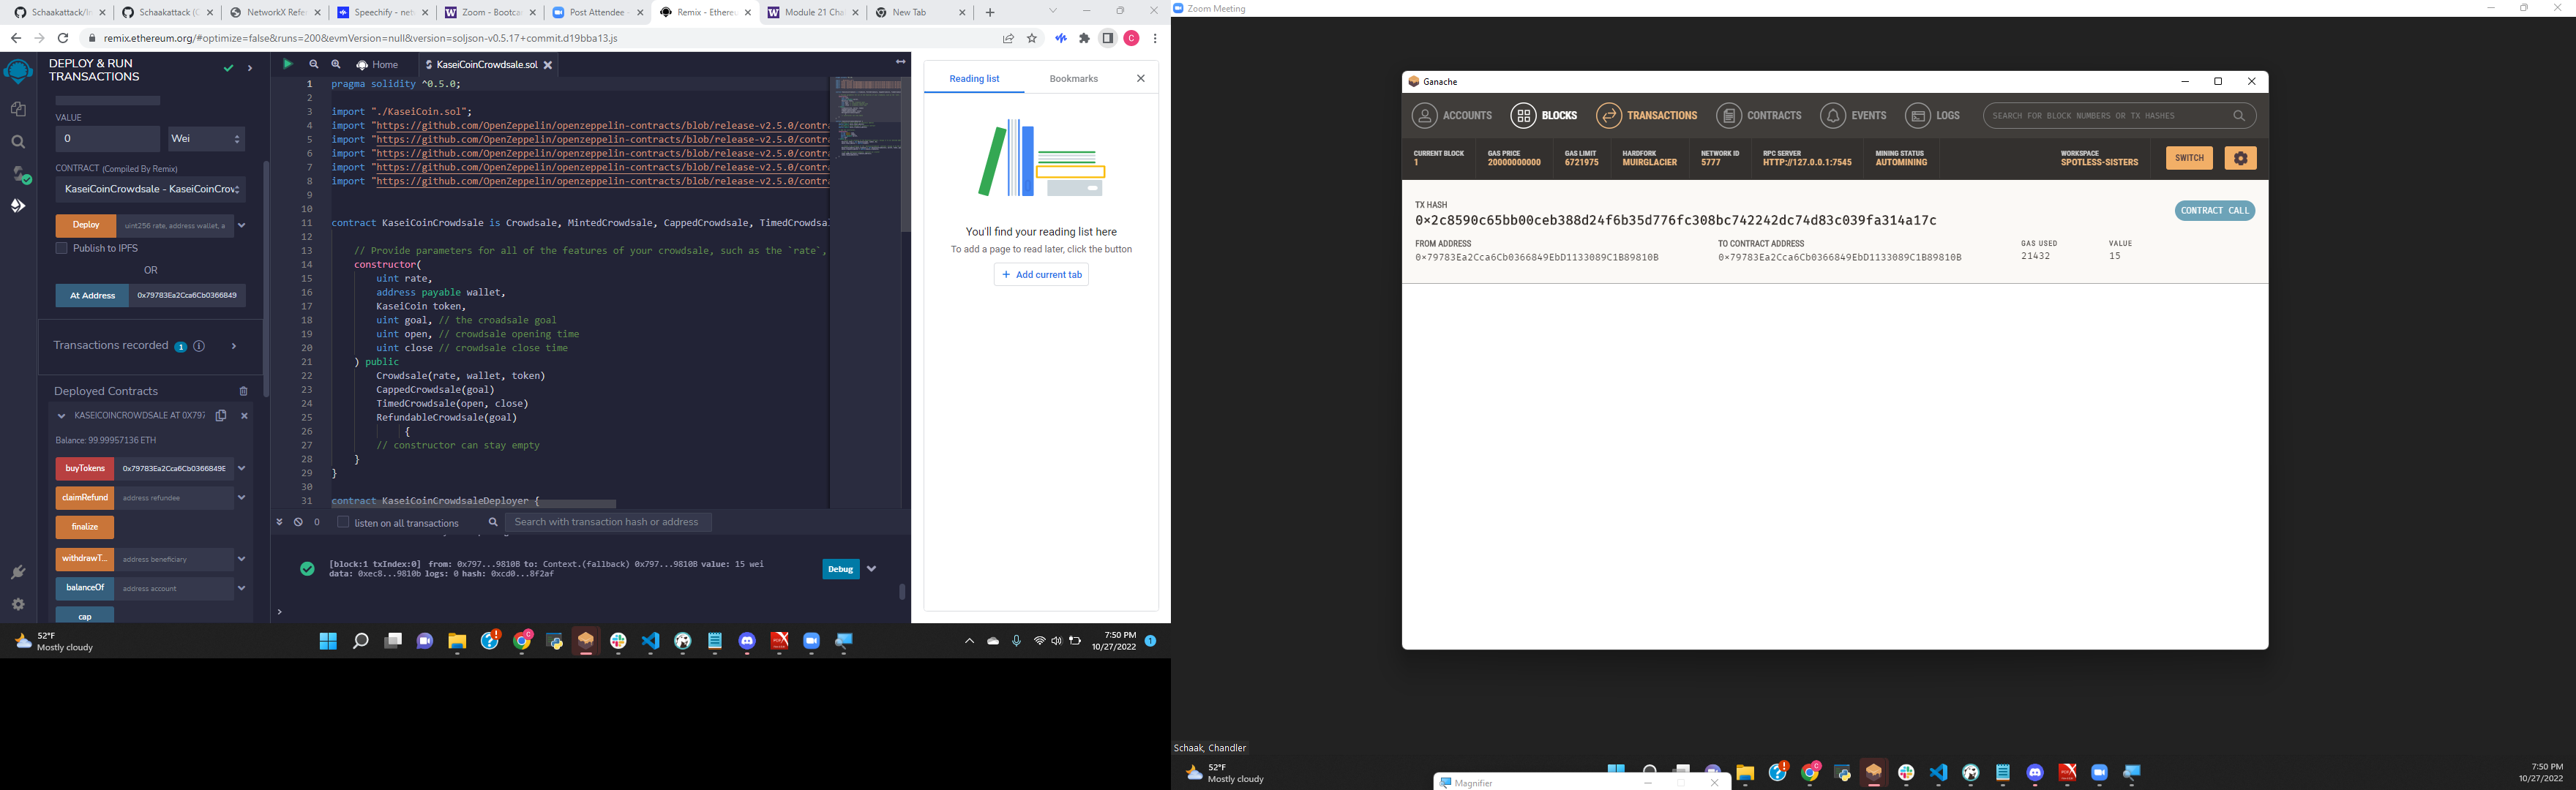 Schaakattack/In
Schaakattack (C
NetworkX Refer
Speechify - net
Zoom - Bootca
Post Attendee -
Remix - Ethereu
Module 21 Chal
New Tab
remix.ethereum.org/#optimize=false&runs=200&evmVersion=null&version=soljson-v0.5.17+commit.d19bba13.js
C
DEPLOY & RUN
TRANSACTIONS
VALUE
0
Wei
CONTRACT (Compiled By Remix)
KaseiCoinCrowdsale - KaseiCoinCrow
Deploy
uint256 rate, address wallet, a
Publish to IPFS
OR
At Address
0x79783Ea2Cca6Cb0366849
Transactions recorded 1
Deployed Contracts
KASEICOINCROWDSALE AT 0X797
Balance: 99.99957136 ETH
buyTokens
0x79783Ea2Cca6Cb0366849E
claimRefund
address refundee
finalize
withdrawT...
address beneficiary
balanceOf
address account
cap
Home
KaseiCoinCrowdsale.sol
1 pragma solidity ^0.5.0;
2
3 import "./KaseiCoin.sol";
4 import "https://github.com/OpenZeppelin/openzeppelin-contracts/blob/release-v2.5.0/contra
5 import "https://github.com/OpenZeppelin/openzeppelin-contracts/blob/release-v2.5.0/contra
6 import "https://github.com/OpenZeppelin/openzeppelin-contracts/blob/release-v2.5.0/contra
7 import "https://github.com/OpenZeppelin/openzeppelin-contracts/blob/release-v2.5.0/contra
8 import "https://github.com/OpenZeppelin/openzeppelin-contracts/blob/release-v2.5.0/contra
9
10
11 contract KaseiCoinCrowdsale is Crowdsale, MintedCrowdsale, CappedCrowdsale, TimedCrowdsal
12
13 // Provide parameters for all of the features of your crowdsale, such as the `rate`,
14 constructor(
15 uint rate,
16 address payable wallet,
17 KaseiCoin token,
18 uint goal, // the croadsale goal
19 uint open, // crowdsale opening time
20 uint close // crowdsale close time
21 ) public
22 Crowdsale(rate, wallet, token)
23 CappedCrowdsale(goal)
24 TimedCrowdsale(open, close)
25 RefundableCrowdsale(goal)
26 {
27 // constructor can stay empty
28 }
29 }
30
31 contract KaseiCoinCrowdsaleDeployer {
0
listen on all transactions
Search with transaction hash or address
[block:1 txIndex:0] from: 0x797...9810B to: Context.(fallback) 0x797...9810B value: 15 wei
data: 0xec8...9810b logs: 0 hash: 0xcd0...8f2af
Debug
>
Reading list
Bookmarks
You'll find your reading list here
To add a page to read later, click the button
+ Add current tab
52°F
Mostly cloudy
7:50 PM
10/27/2022
1
Zoom Meeting
Ganache
ACCOUNTS
BLOCKS
TRANSACTIONS
CONTRACTS
EVENTS
LOGS
SEARCH FOR BLOCK NUMBERS OR TX HASHES
CURRENT BLOCK
1
GAS PRICE
20000000000
GAS LIMIT
6721975
HARDFORK
MUIRGLACIER
NETWORK ID
5777
RPC SERVER
HTTP://127.0.0.1:7545
MINING STATUS
AUTOMINING
WORKSPACE
SPOTLESS-SISTERS
SWITCH
TX HASH
0×2c8590c65bb00ceb388d24f6b35d776fc308bc742242dc74d83c039fa314a17c
CONTRACT CALL
FROM ADDRESS
0×79783Ea2Cca6Cb0366849EbD1133089C1B89810B
TO CONTRACT ADDRESS
0×79783Ea2Cca6Cb0366849EbD1133089C1B89810B
GAS USED
21432
VALUE
15
Schaak, Chandler
52°F
Mostly cloudy
Magnifier
7:50 PM
10/27/2022